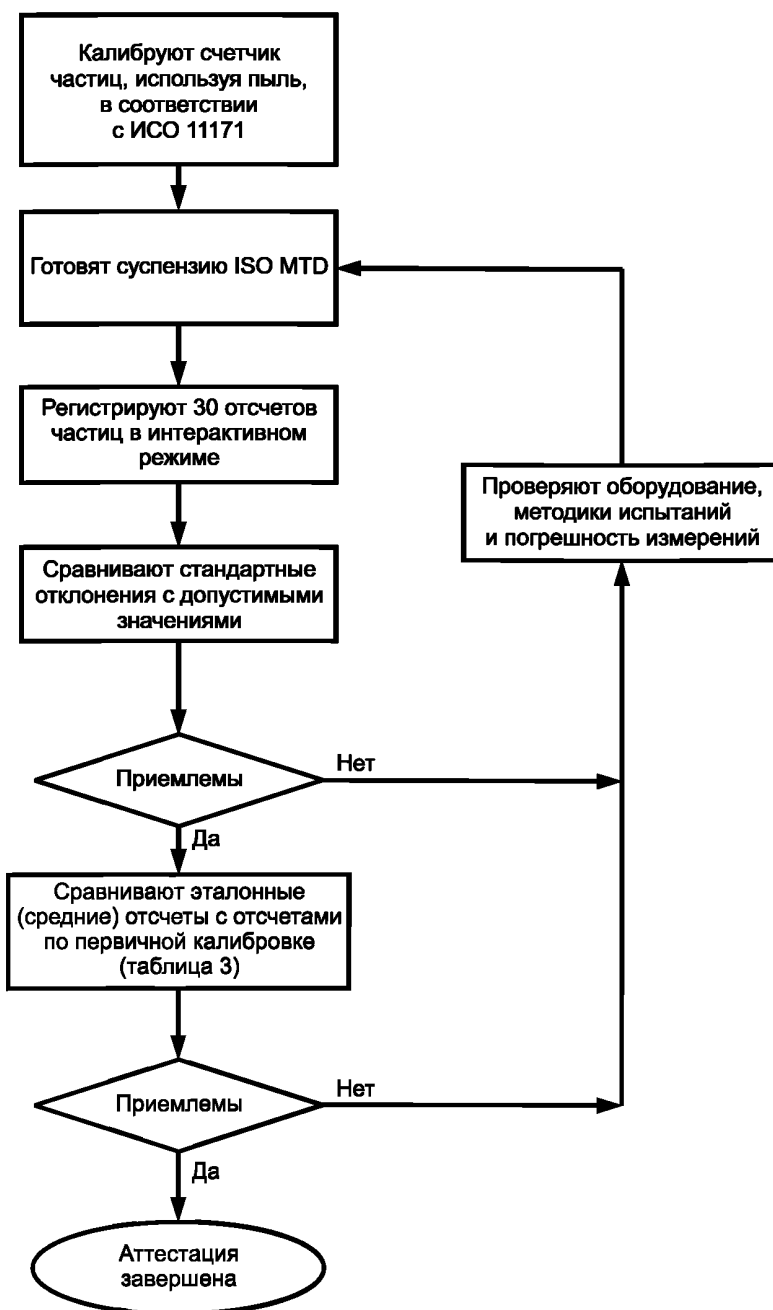 Калибруют счетчик
частиц, используя пыль,
в соответствии
с ИСО 11171
Готовят суспензию ISO MTD
Регистрируют 30 отсчетов
частиц в интерактивном
режиме
Проверяют оборудование,
методики испытаний
и погрешность измерений
Сравнивают стандартные
отклонения с допустимыми
значениями
Приемлемы
Нет
Да
Сравнивают эталонные
(средние) отсчеты с отсчетами
по первичной калибровке
(таблица 3)
Приемлемы
Нет
Да
Аттестация
завершена